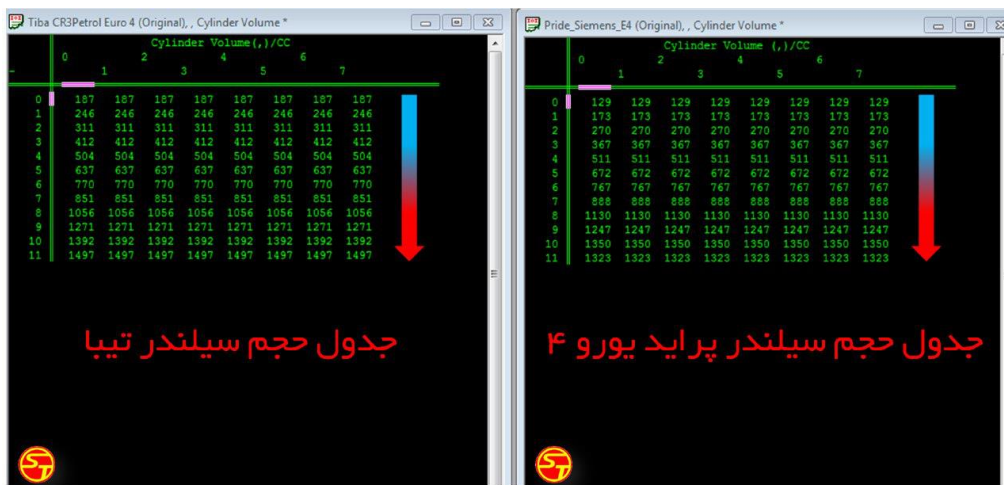 Tiba CR3Petrol Euro 4 (Original), , Cylinder Volume *
Cylinder Volume(,)/CC
0 2 4 6
1 3 5 7
0 187 187 187 187 187 187 187 187
1 246 246 246 246 246 246 246 246
2 311 311 311 311 311 311 311 311
3 412 412 412 412 412 412 412 412
4 504 504 504 504 504 504 504 504
5 637 637 637 637 637 637 637 637
6 770 770 770 770 770 770 770 770
7 851 851 851 851 851 851 851 851
8 1056 1056 1056 1056 1056 1056 1056 1056
9 1271 1271 1271 1271 1271 1271 1271 1271
10 1392 1392 1392 1392 1392 1392 1392 1392
11 1497 1497 1497 1497 1497 1497 1497 1497
جدول حجم سیلندر تیبا
ST
Pride_Siemens_E4 (Original), , Cylinder Volume *
Cylinder Volume (,)/CC
0 2 4 6
1 3 5 7
0 129 129 129 129 129 129 129 129
1 173 173 173 173 173 173 173 173
2 270 270 270 270 270 270 270 270
3 367 367 367 367 367 367 367 367
4 511 511 511 511 511 511 511 511
5 672 672 672 672 672 672 672 672
6 767 767 767 767 767 767 767 767
7 888 888 888 888 888 888 888 888
8 1130 1130 1130 1130 1130 1130 1130 1130
9 1247 1247 1247 1247 1247 1247 1247 1247
10 1350 1350 1350 1350 1350 1350 1350 1350
11 1323 1323 1323 1323 1323 1323 1323 1323
جدول حجم سیلندر پراید یورو ۴
ST